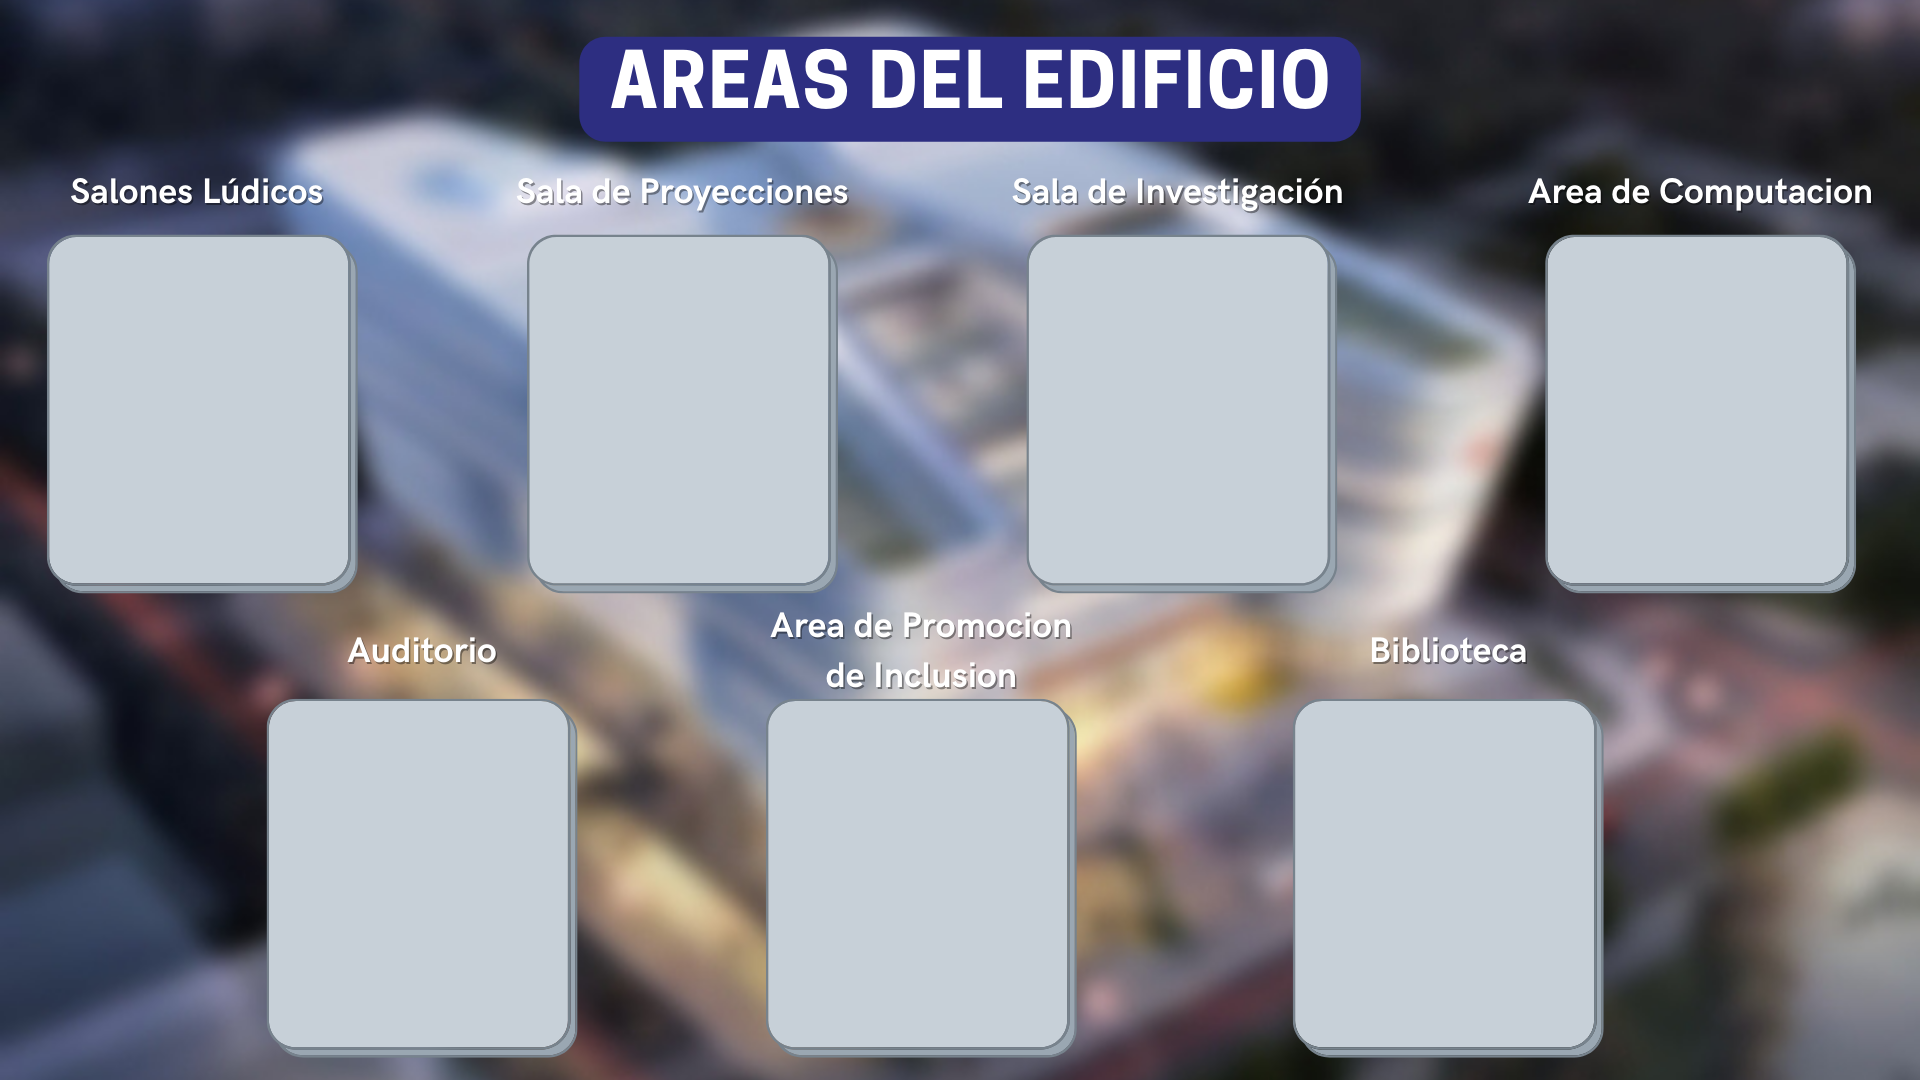 AREAS DEL EDIFICIO
Salones Lúdicos
Sala de Proyecciones
Sala de Investigación
Area de Computacion
Auditorio
Area de Promocion
de Inclusion
Biblioteca